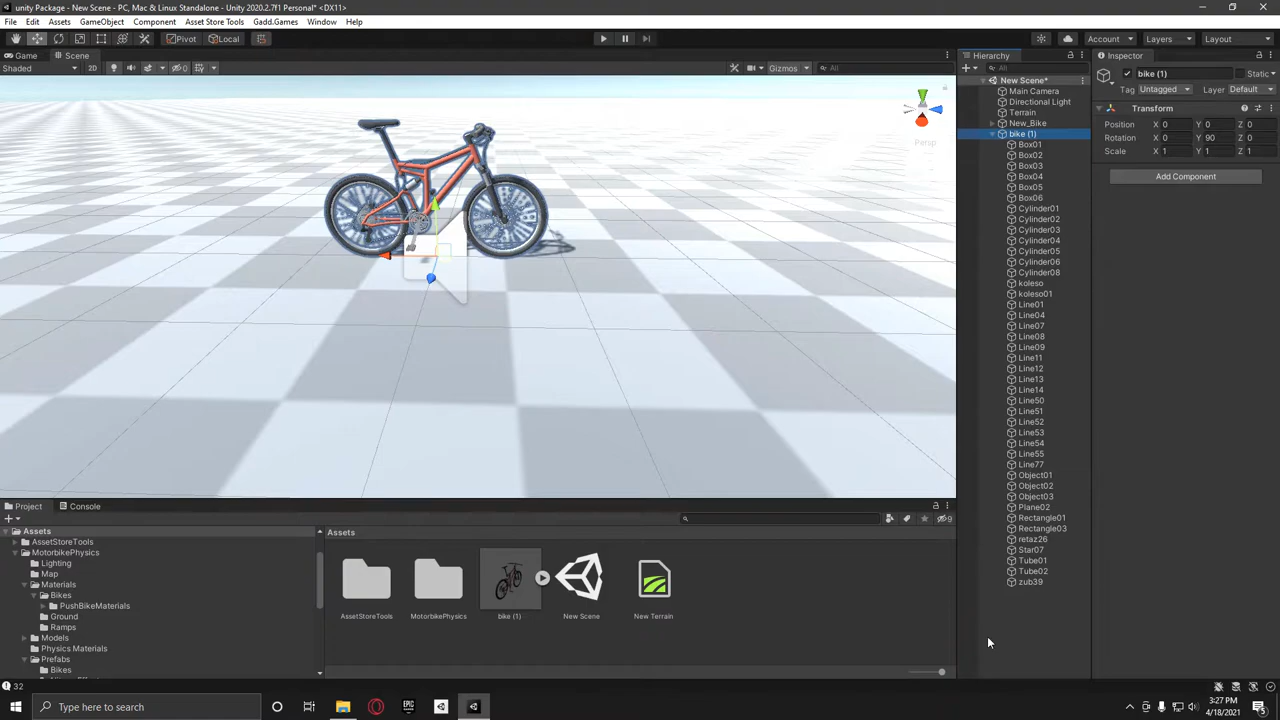 unity Package - New Scene - PC, Mac & Linux Standalone - Unity 2020.2.7f1 Personal* <DX11>
File Edit Assets GameObject Component Asset Store Tools Gadd.Games Window Help
Pivot Local Account Layers Layout
Game Scene
Shaded 2D 0 Gizmos All
Persp
Hierarchy
All
New Scene*
Main Camera
Directional Light
Terrain
New_Bike
bike (1)
Box01
Box02
Box03
Box04
Box05
Box06
Cylinder01
Cylinder02
Cylinder03
Cylinder04
Cylinder05
Cylinder06
Cylinder08
koleso
koleso01
Line01
Line04
Line07
Line08
Line09
Line11
Line12
Line13
Line14
Line50
Line51
Line52
Line53
Line54
Line55
Line77
Object01
Object02
Object03
Plane02
Rectangle01
Rectangle03
retaz26
Star07
Tube01
Tube02
zub39
Inspector
bike (1) Static
Tag Untagged Layer Default
Transform
Position X 0 Y 0 Z 0
Rotation X 0 Y 90 Z 0
Scale X 1 Y 1 Z 1
Add Component
Project Console
9
Assets
AssetStoreTools
MotorbikePhysics
Lighting
Map
Materials
Bikes
PushBikeMaterials
Ground
Ramps
Models
Physics Materials
Prefabs
Bikes
Assets
AssetStoreTools MotorbikePhysics bike (1) New Scene New Terrain
32
Type here to search
3:27 PM
4/18/2021
5